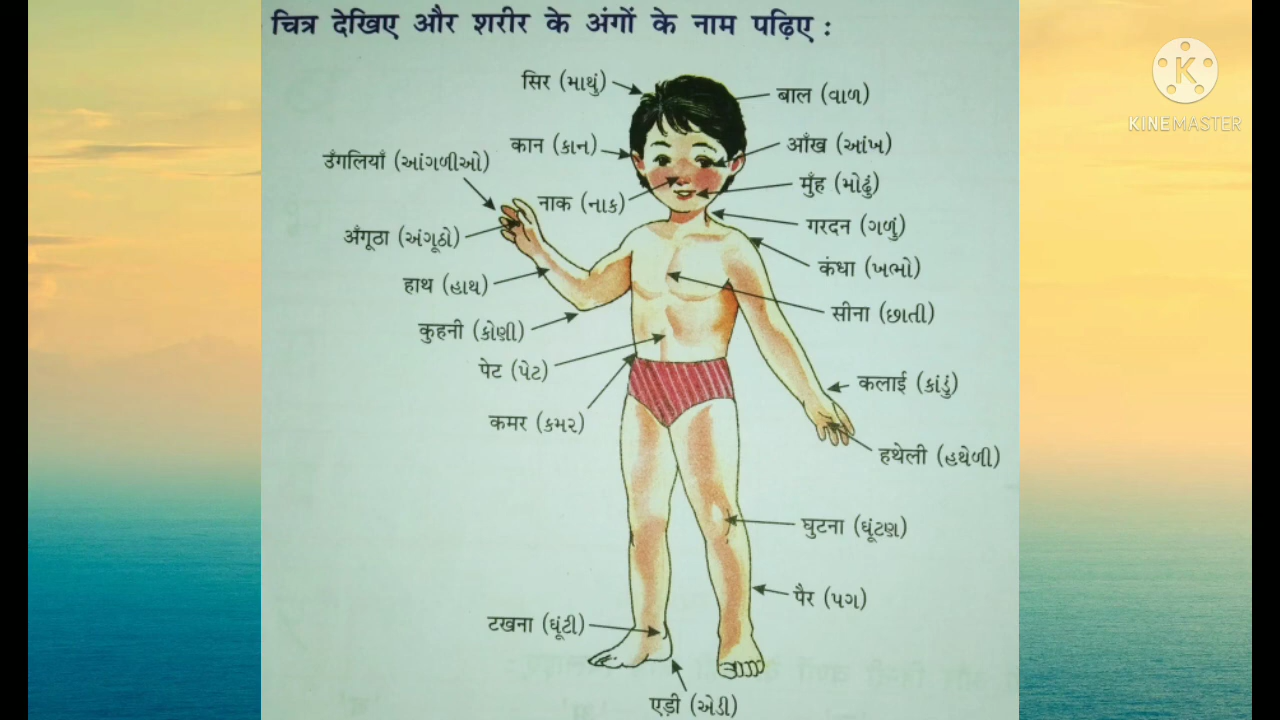 चित्र देखिए और शरीर के अंगों के नाम पढ़िए :
KINEMASTER
सिर (માથું)
बाल (વાળ)
कान (કાન)
आँख (આંખ)
उँगलियाँ (આંગળીઓ)
मुँह (મોઢું)
नाक (નાક)
गरदन (ગળું)
अँगूठा (અંગૂઠો)
कंधा (ખભો)
हाथ (હાથ)
सीना (છાતી)
कुहनी (કોણી)
पेट (પેટ)
कलाई (કાંડું)
कमर (કમર)
हथेली (હથેળી)
घुटना (ઘૂંટણ)
पैर (પગ)
टखना (ઘૂંટી)
एड़ी (એડી)